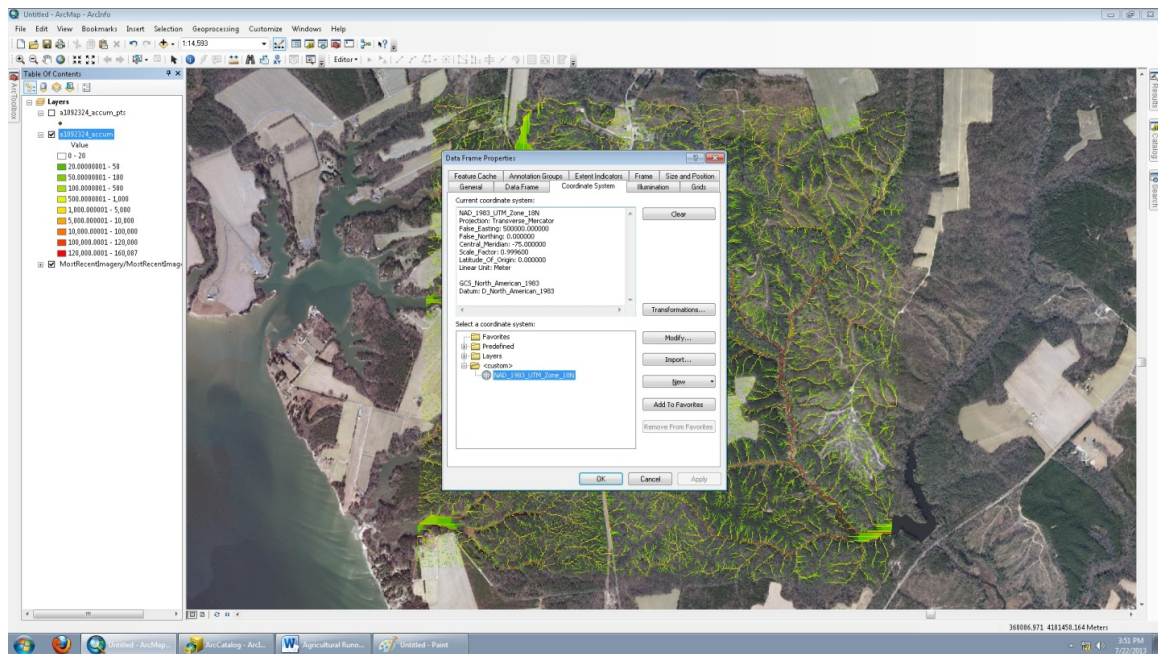 Untitled - ArcMap - ArcInfo
File Edit View Bookmarks Insert Selection Geoprocessing Customize Windows Help
1:14,593
Editor
Table Of Contents
ArcToolbox
Layers
a1092324_accum_pts
a1092324_accum
Value
0 - 20
20.00000001 - 50
50.00000001 - 100
100.0000001 - 500
500.0000001 - 1,000
1,000.000001 - 5,000
5,000.000001 - 10,000
10,000.00001 - 100,000
100,000.0001 - 120,000
120,000.0001 - 160,087
MostRecentImagery/MostRecentImag
Data Frame Properties
Feature Cache Annotation Groups Extent Indicators Frame Size and Position
General Data Frame Coordinate System Illumination Grids
Current coordinate system:
NAD_1983_UTM_Zone_18N
Projection: Transverse_Mercator
False_Easting: 500000.000000
False_Northing: 0.000000
Central_Meridian: -75.000000
Scale_Factor: 0.999600
Latitude_Of_Origin: 0.000000
Linear Unit: Meter
GCS_North_American_1983
Datum: D_North_American_1983
Clear
Transformations...
Select a coordinate system:
Favorites
Predefined
Layers
<custom>
NAD_1983_UTM_Zone_18N
Modify...
Import...
New
Add To Favorites
Remove From Favorites
OK Cancel Apply
Results
Catalog
Search
368086.971 4181458.164 Meters
Untitled - ArcMap... ArcCatalog - ArcI... Agricultural Runo... Untitled - Paint
3:51 PM
7/22/2013